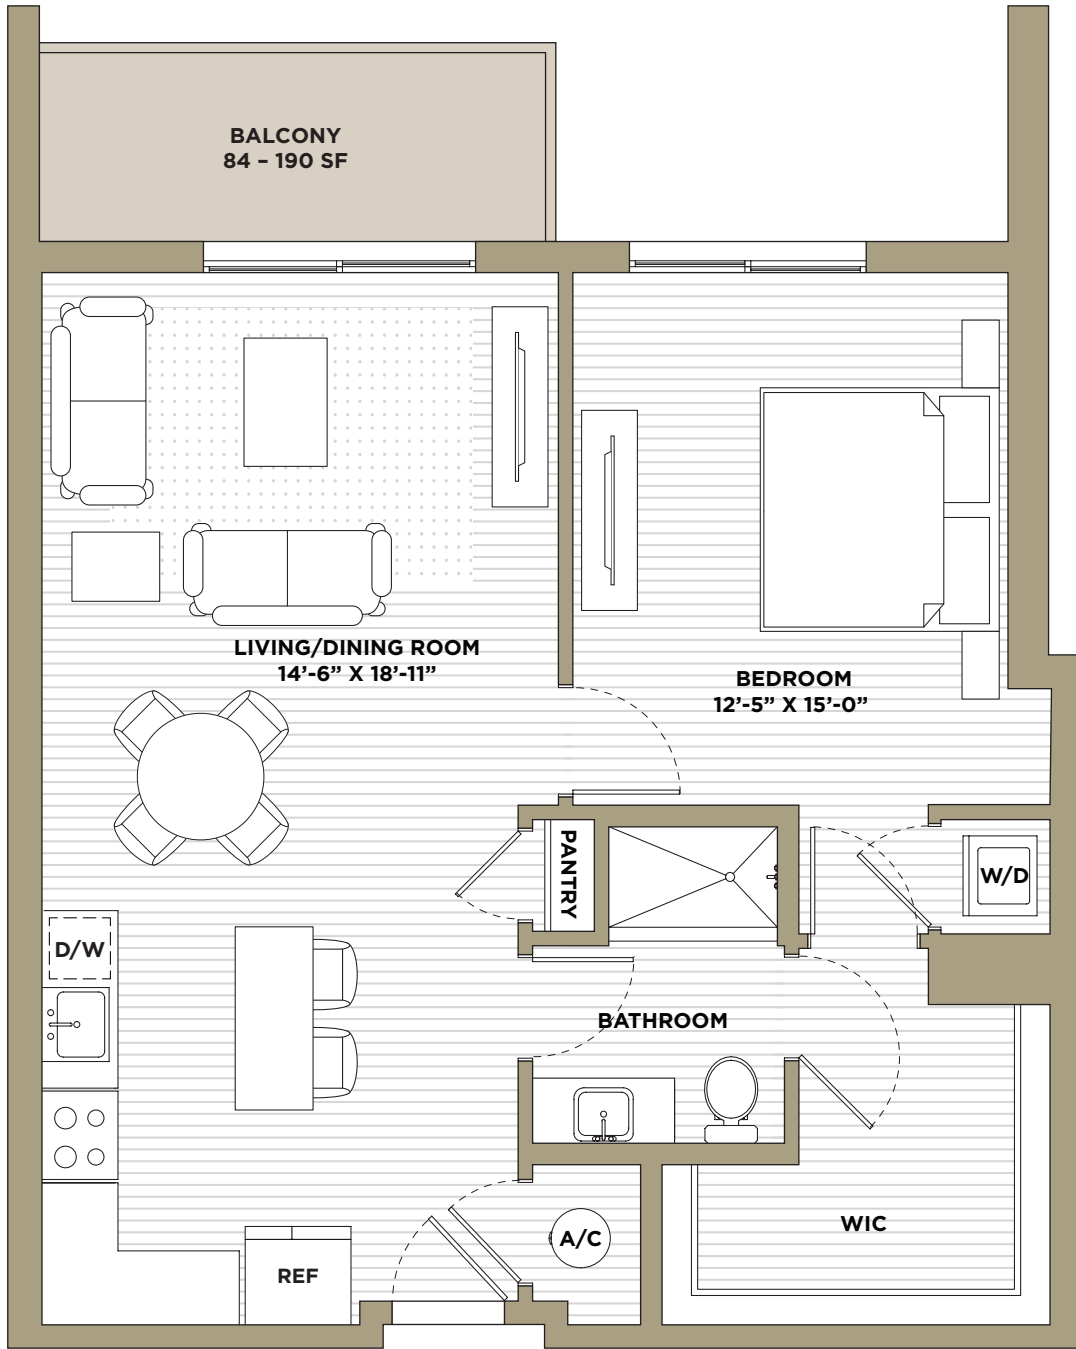 BALCONY
84 – 190 SF
LIVING/DINING ROOM
14’-6” X 18’-11”
BEDROOM
12’-5” X 15’-0”
PANTRY
W/D
D/W
BATHROOM
WIC
A/C
REF